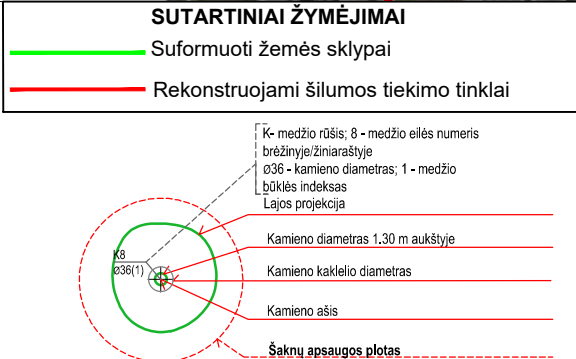 SUTARTINIAI ŽYMĖJIMAI
Suformuoti žemės sklypai
Rekonstruojami šilumos tiekimo tinklai
K- medžio rūšis; 8 - medžio eilės numeris
brėžinyje/žiniaraštyje
ø36 - kamieno diametras; 1 - medžio
būklės indeksas
Lajos projekcija
Kamieno diametras 1.30 m aukštyje
K8
ø36(1)
Kamieno kaklelio diametras
Kamieno ašis
Šaknų apsaugos plotas